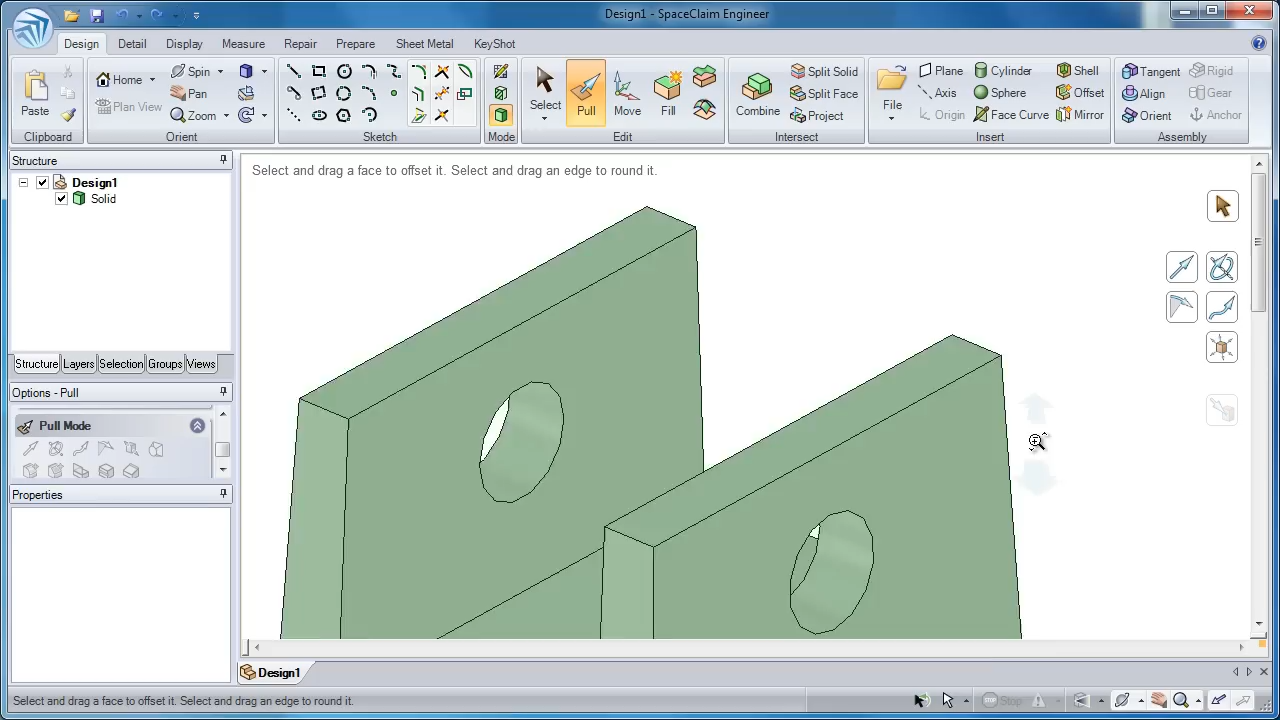 Design1 - SpaceClaim Engineer
Design Detail Display Measure Repair Prepare Sheet Metal KeyShot
Paste
Clipboard
Home Spin
Plan View Pan
Zoom
Orient
Sketch
Mode
Select Pull Move Fill
Edit
Combine Split Solid
Split Face
Project
Intersect
File Plane Cylinder Shell
Axis Sphere Offset
Origin Face Curve Mirror
Insert
Tangent Rigid
Align Gear
Orient Anchor
Assembly
Structure
Design1
Solid
Structure Layers Selection Groups Views
Options - Pull
Pull Mode
Properties
Select and drag a face to offset it. Select and drag an edge to round it.
Design1
Select and drag a face to offset it. Select and drag an edge to round it.
Stop